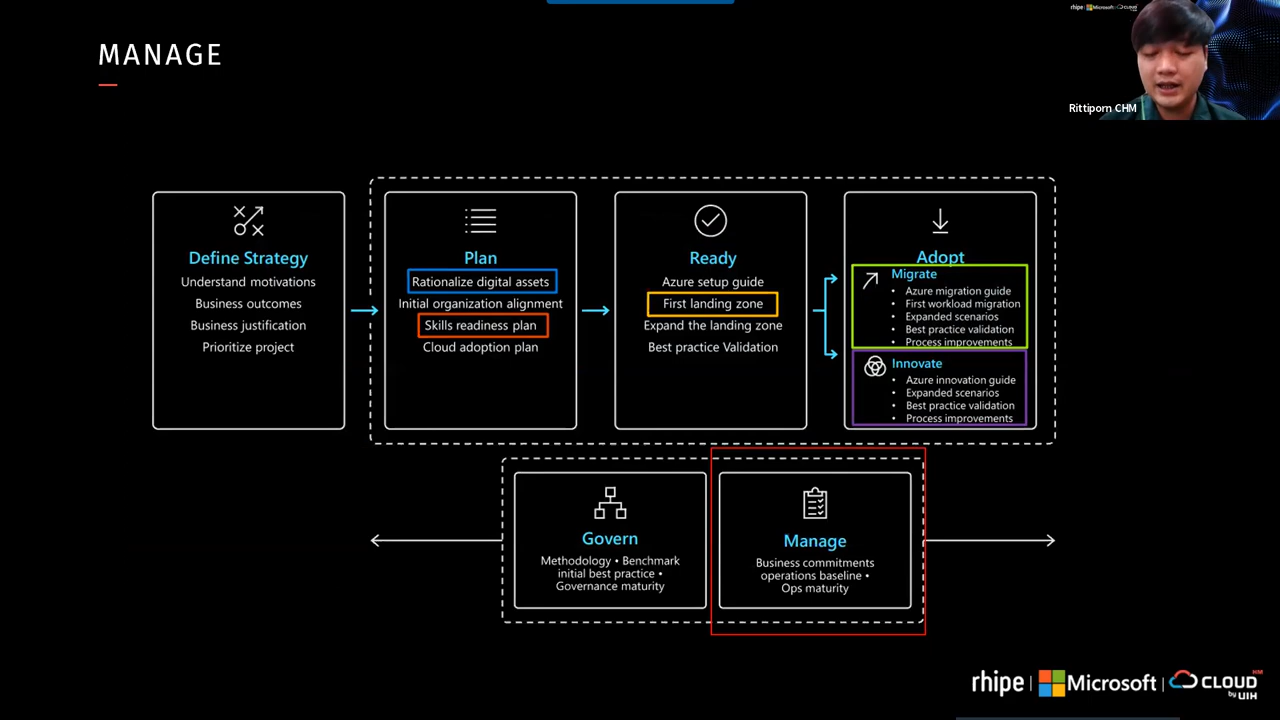 MANAGE
rhipe
Microsoft
CLOUD
Rittiporn CHM
Define Strategy
Understand motivations
Business outcomes
Business justification
Prioritize project
Plan
Rationalize digital assets
Initial organization alignment
Skills readiness plan
Cloud adoption plan
Ready
Azure setup guide
First landing zone
Expand the landing zone
Best practice Validation
Adopt
Migrate
• Azure migration guide
• First workload migration
• Expanded scenarios
• Best practice validation
• Process improvements
Innovate
• Azure innovation guide
• Expanded scenarios
• Best practice validation
• Process improvements
Govern
Methodology • Benchmark
initial best practice •
Governance maturity
Manage
Business commitments
operations baseline •
Ops maturity
rhipe | Microsoft | CLOUD HM
by UIH